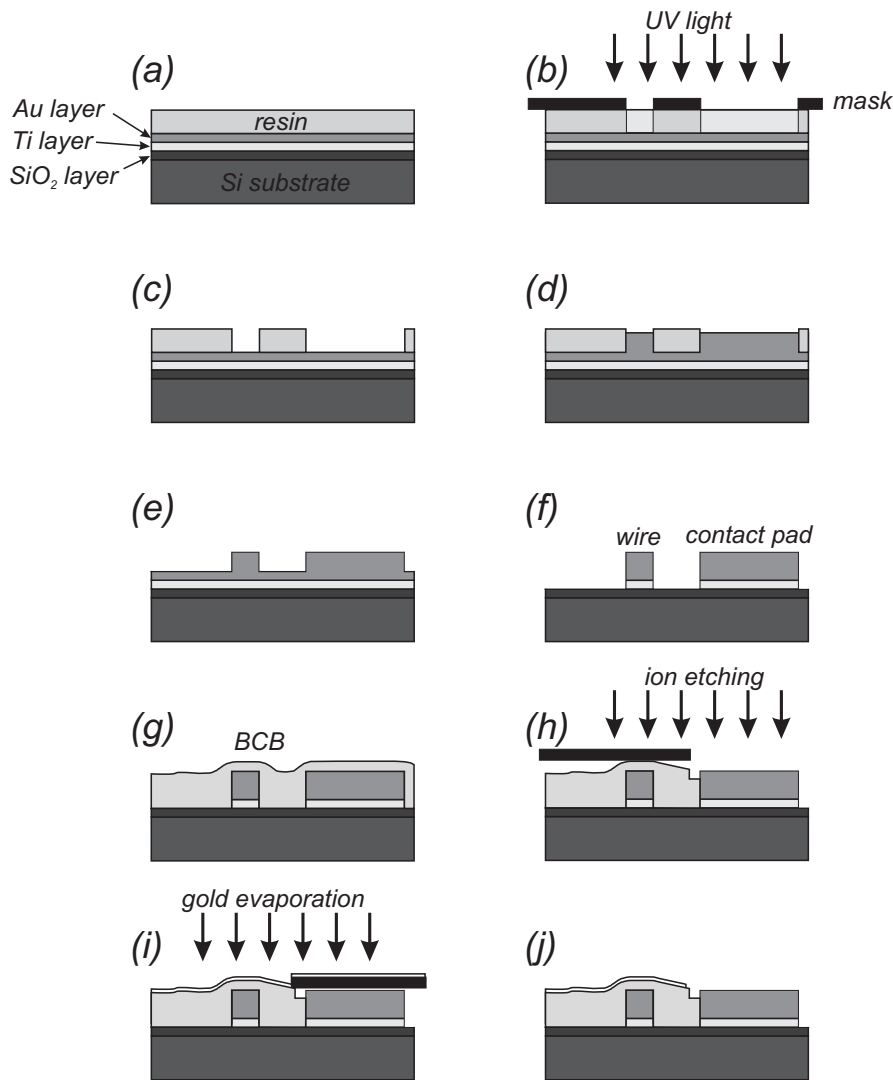 UV light
(a)
(b)
mask
Au layer
resin
Ti layer
SiO₂ layer
Si substrate
(c)
(d)
(e)
(f)
wire
contact pad
ion etching
(g)
BCB
(h)
gold evaporation
(i)
(j)